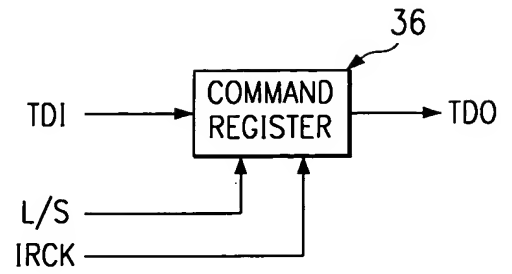 36
COMMAND
REGISTER
TDI
TDO
L/S
IRCK